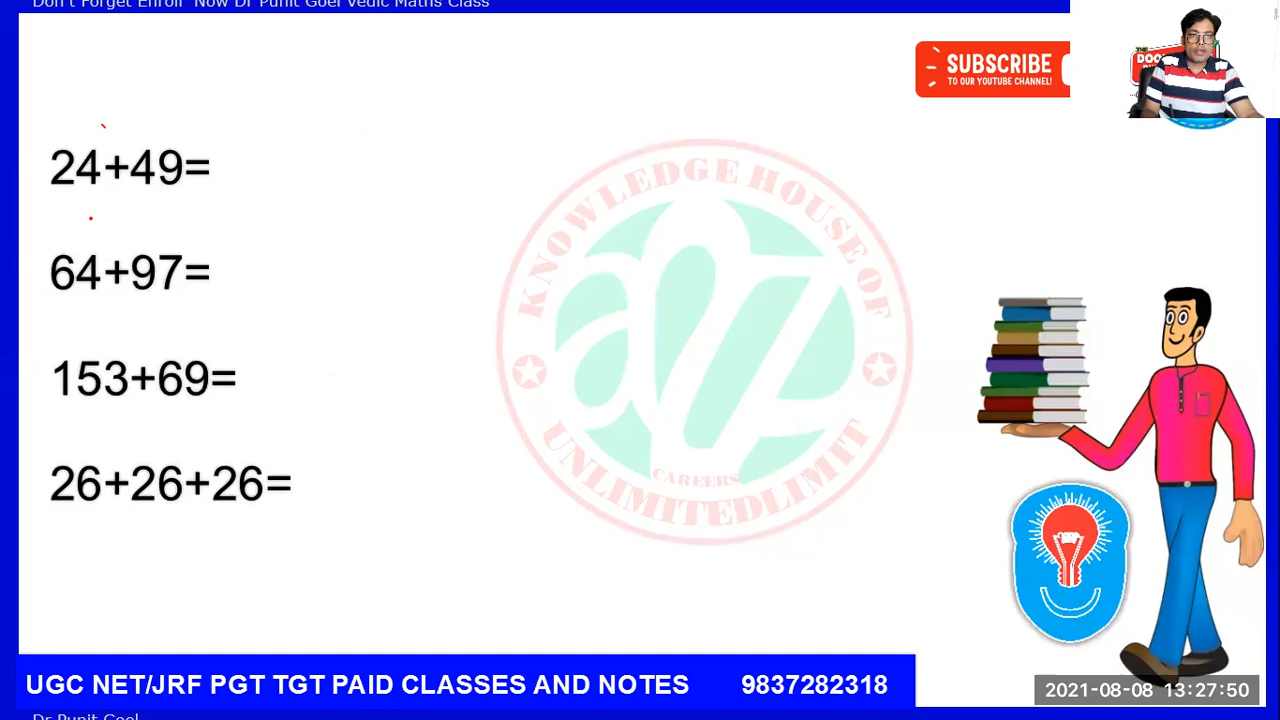 Don't Forget Enroll Now Dr Punit Goel Vedic Maths Class
SUBSCRIBE
TO OUR YOUTUBE CHANNEL!
THE
24+49=
64+97=
153+69=
26+26+26=
KNOWLEDGE HOUSE OF
a2z
CAREERS
UNLIMITEDLIMIT
UGC NET/JRF PGT TGT PAID CLASSES AND NOTES 9837282318
2021-08-08 13:27:50
Dr Punit Goel